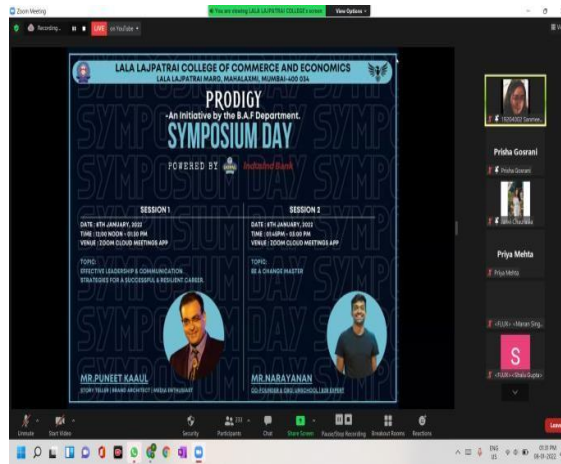 Zoom Meeting
You are viewing LALA LAJPATRAI COLLEGE's screen
View Options
Recording..
LIVE on YouTube
LALA LAJPATRAI COLLEGE OF COMMERCE AND ECONOMICS
LALA LAJPATRAI MARG, MAHALAXMI, MUMBAI-400 034
PRODIGY
-An Initiative by the B.A.F Department.
SYMPOSIUM DAY
POWERED BY IndusInd Bank
SESSION 1
DATE : 8TH JANUARY, 2022
TIME : 12:00 NOON - 01:30 PM
VENUE : ZOOM CLOUD MEETINGS APP
TOPIC:
EFFECTIVE LEADERSHIP & COMMUNICATION
STRATEGIES FOR A SUCCESSFUL & RESILIENT CAREER.
MR.PUNEET KAAUL
STORY TELLER | BRAND ARCHITECT | MEDIA ENTHUSIAST
SESSION 2
DATE : 8TH JANUARY, 2022
TIME : 01:45PM - 03:00 PM
VENUE : ZOOM CLOUD MEETINGS APP
TOPIC:
BE A CHANGE MASTER
MR.NARAYANAN
Prisha Gosrani
Prisha Gosrani
Priya Mehta
Priya Mehta
S
Unmute
Start Video
Security
Participants
Chat
Share Screen
Pause/Stop Recording
Breakout Rooms
Reactions
Leave
ENG